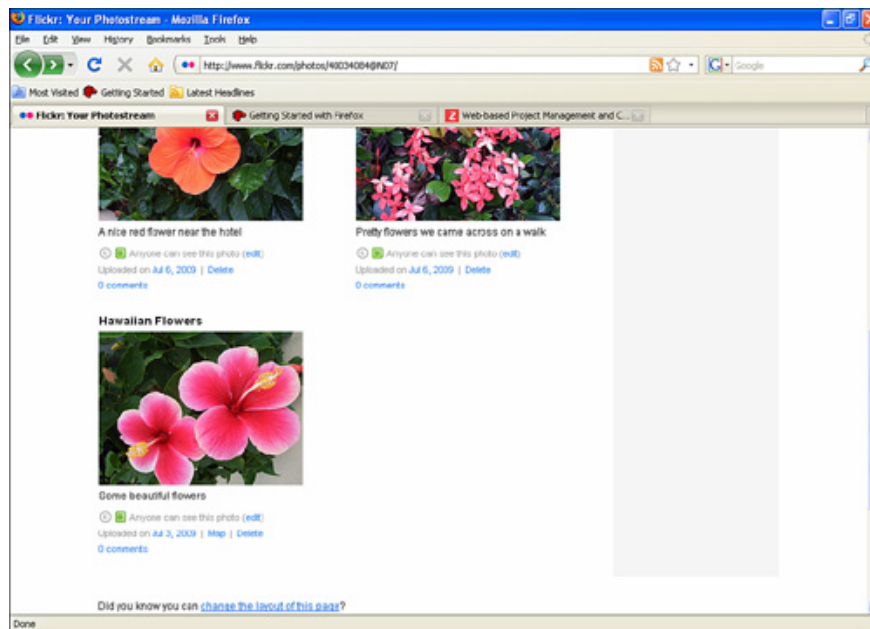 Flickr: Your Photostream - Mozilla Firefox
File Edit View History Bookmarks Tools Help
http://www.flickr.com/photos/40034084@N07/
G Google
Most Visited Getting Started Latest Headlines
Flickr: Your Photostream Getting Started with Firefox Z Web-based Project Management and C...
A nice red flower near the hotel
Anyone can see this photo (edit)
Uploaded on Jul 6, 2009 | Delete
0 comments
Pretty flowers we came across on a walk
Anyone can see this photo (edit)
Uploaded on Jul 6, 2009 | Delete
0 comments
Hawaiian Flowers
Some beautiful flowers
Anyone can see this photo (edit)
Uploaded on Jul 3, 2009 | Map | Delete
0 comments
Did you know you can change the layout of this page?
Done